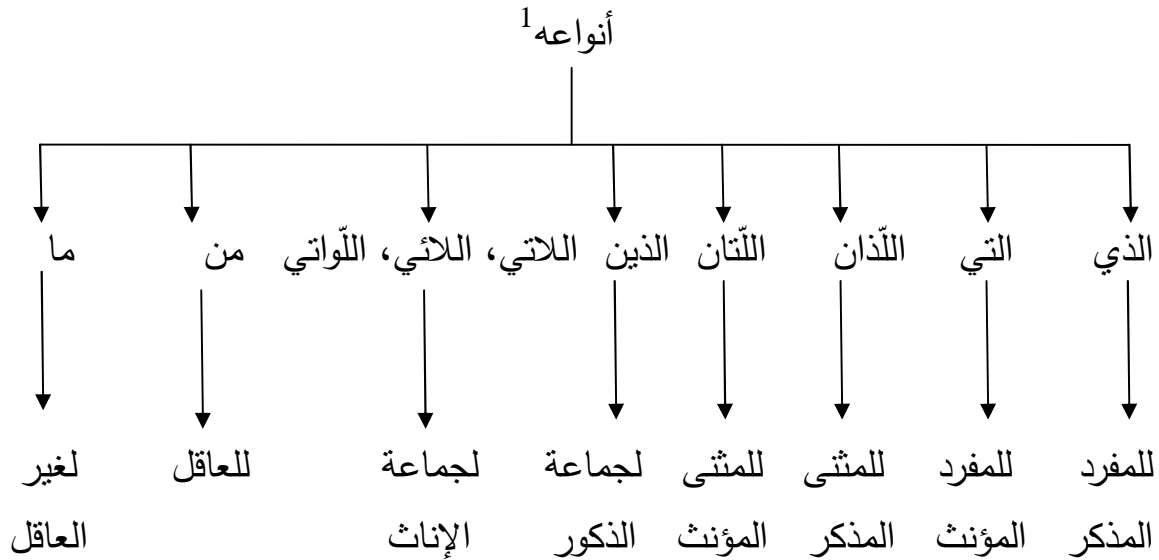 أنواعه1
الذي التي اللّذان اللّتان الذين اللاتي، اللائي، اللّواتي من ما
للمفرد للمفرد للمثنى للمثنى لجماعة لجماعة للعاقل لغير
المذكر المؤنث المذكر المؤنث الذكور الإناث العاقل